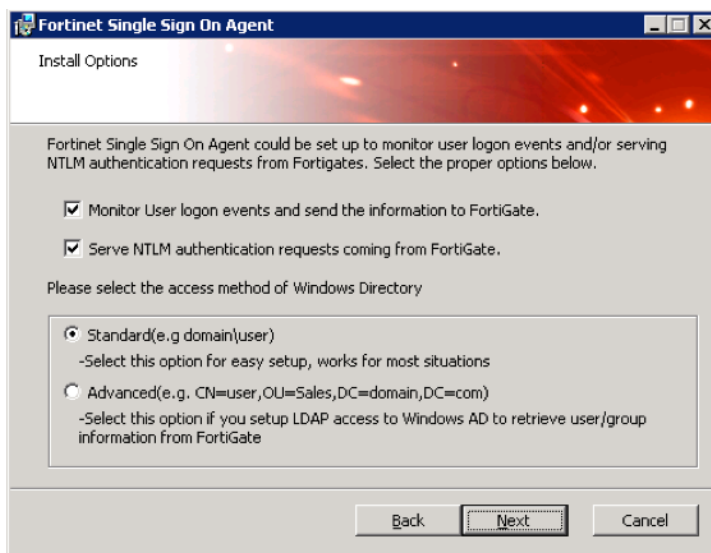 Fortinet Single Sign On Agent
Install Options
Fortinet Single Sign On Agent could be set up to monitor user logon events and/or serving
NTLM authentication requests from Fortigates. Select the proper options below.
Monitor User logon events and send the information to FortiGate.
Serve NTLM authentication requests coming from FortiGate.
Please select the access method of Windows Directory
Standard(e.g domain\user)
-Select this option for easy setup, works for most situations
Advanced(e.g. CN=user,OU=Sales,DC=domain,DC=com)
-Select this option if you setup LDAP access to Windows AD to retrieve user/group
information from FortiGate
Back
Next
Cancel